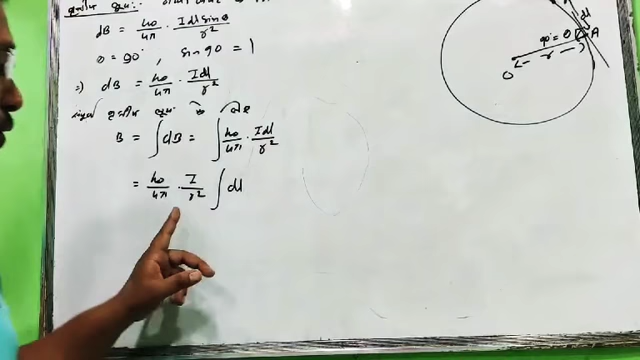 dB = μ₀/4π · Idl sinθ/r²
θ = 90°, sin 90 = 1
⇒) dB = μ₀/4π · Idl/r²
B = ∫dB = ∫ μ₀/4π · Idl/r²
= μ₀/4π · I/r² ∫ dl
dl
90° = θ
A
r
O